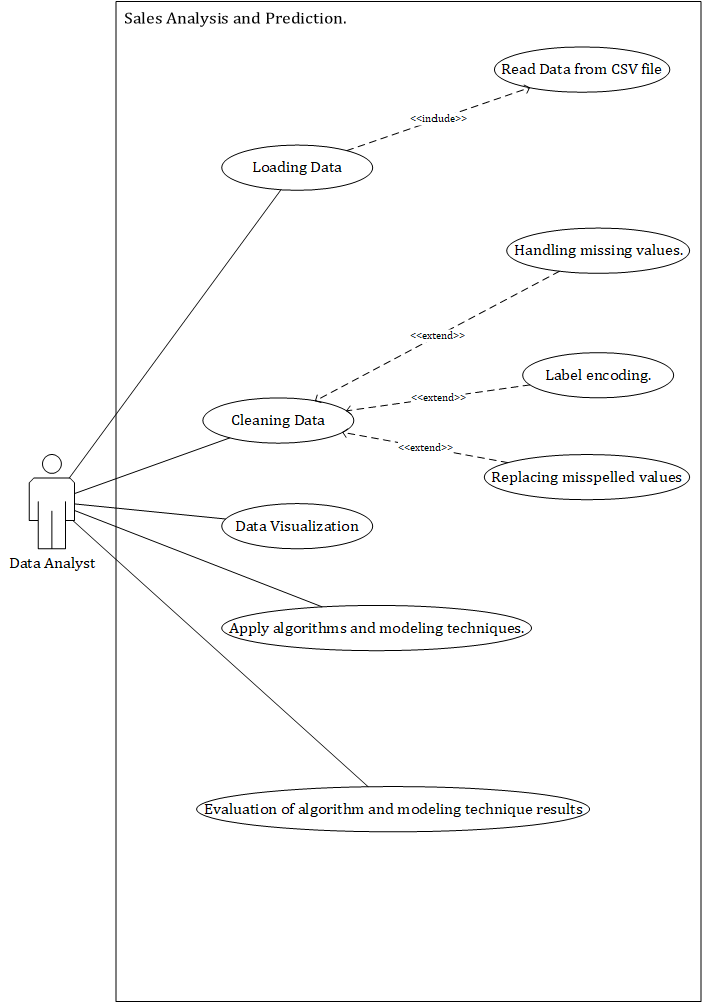 Sales Analysis and Prediction.
Read Data from CSV file
<<include>>
Loading Data
Handling missing values.
<<extend>>
Label encoding.
<<extend>>
Cleaning Data
<<extend>>
Replacing misspelled values
Data Visualization
Data Analyst
Apply algorithms and modeling techniques.
Evaluation of algorithm and modeling technique results